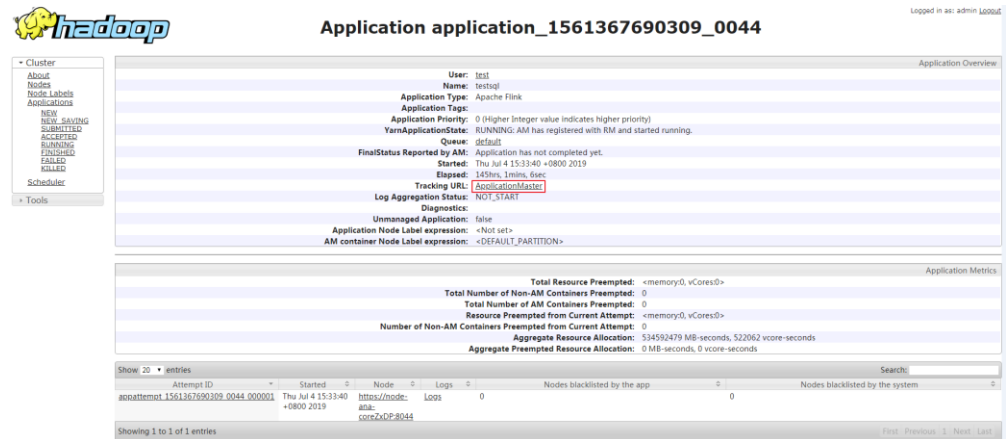 Logged in as: admin Logout
hadoop
Application application_1561367690309_0044
Cluster
About
Nodes
Node Labels
Applications
NEW
NEW_SAVING
SUBMITTED
ACCEPTED
RUNNING
FINISHED
FAILED
KILLED
Scheduler
Tools
Application Overview
User: test
Name: testsql
Application Type: Apache Flink
Application Tags:
Application Priority: 0 (Higher Integer value indicates higher priority)
YarnApplicationState: RUNNING: AM has registered with RM and started running.
Queue: default
FinalStatus Reported by AM: Application has not completed yet.
Started: Thu Jul 4 15:33:40 +0800 2019
Elapsed: 145hrs, 1mins, 6sec
Tracking URL: ApplicationMaster
Log Aggregation Status: NOT_START
Diagnostics:
Unmanaged Application: false
Application Node Label expression: <Not set>
AM container Node Label expression: <DEFAULT_PARTITION>
Application Metrics
Total Resource Preempted: <memory:0, vCores:0>
Total Number of Non-AM Containers Preempted: 0
Total Number of AM Containers Preempted: 0
Resource Preempted from Current Attempt: <memory:0, vCores:0>
Number of Non-AM Containers Preempted from Current Attempt: 0
Aggregate Resource Allocation: 534592479 MB-seconds, 522062 vcore-seconds
Aggregate Preempted Resource Allocation: 0 MB-seconds, 0 vcore-seconds
Show 20 entries Search:
Attempt ID Started Node Logs Nodes blacklisted by the app Nodes blacklisted by the system
appattempt_1561367690309_0044_000001 Thu Jul 4 15:33:40 https://node- Logs 0 0
+0800 2019 ana-
coreZxDP:8044
Showing 1 to 1 of 1 entries First Previous 1 Next Last